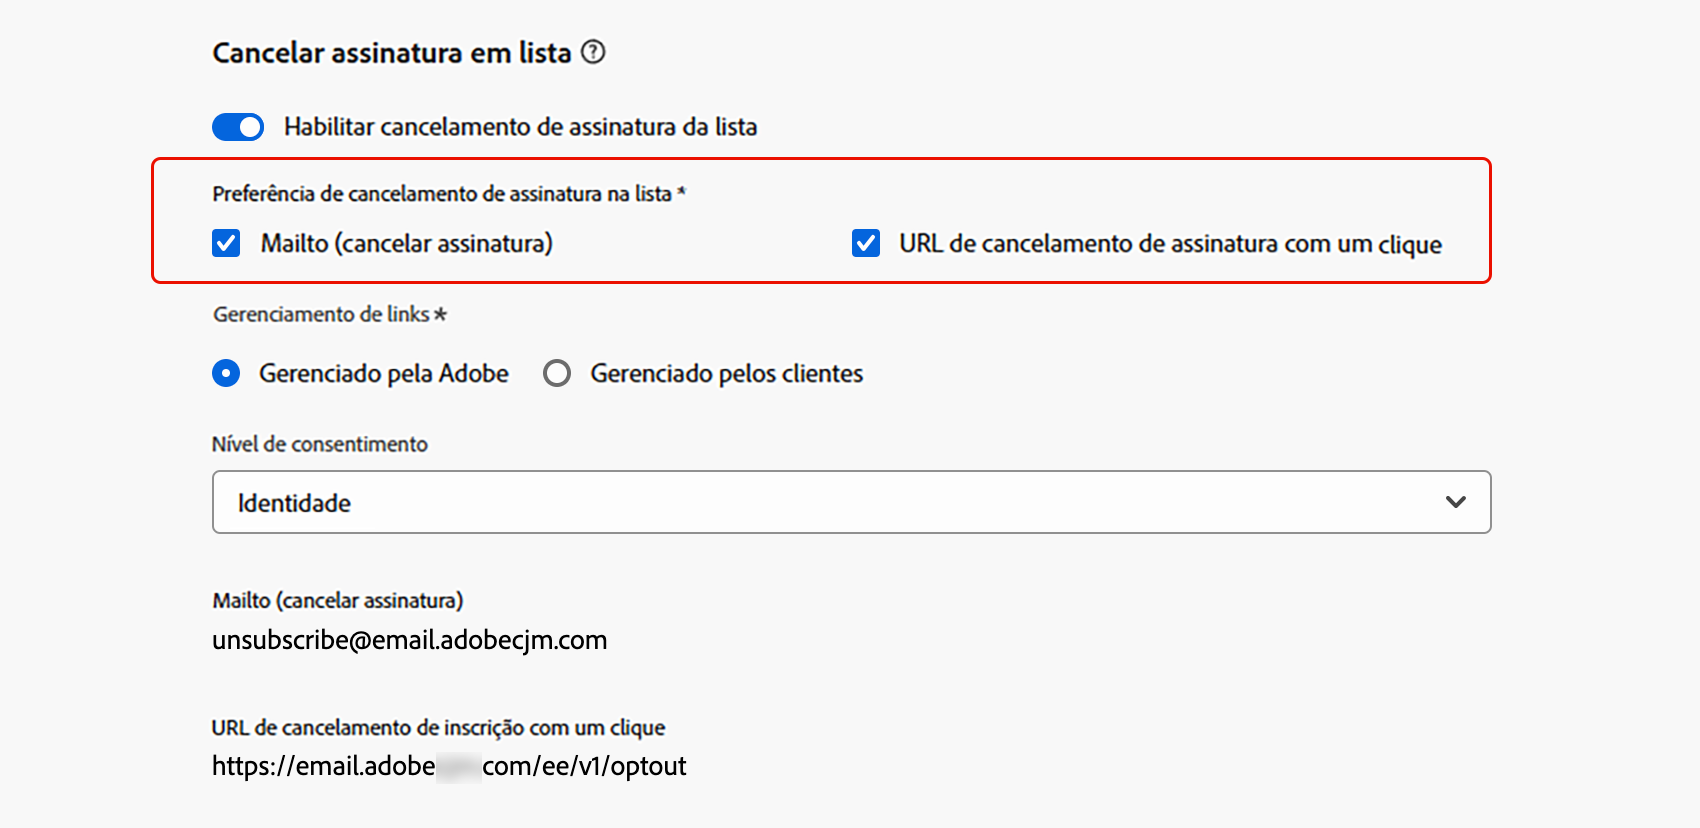 Cancelar assinatura em lista ?
Habilitar cancelamento de assinatura da lista
Preferência de cancelamento de assinatura na lista *
Mailto (cancelar assinatura) URL de cancelamento de assinatura com um clique
Gerenciamento de links *
Gerenciado pela Adobe Gerenciado pelos clientes
Nível de consentimento
Identidade
Mailto (cancelar assinatura)
unsubscribe@email.adobecjm.com
URL de cancelamento de inscrição com um clique
https://email.adobe com/ee/v1/optout